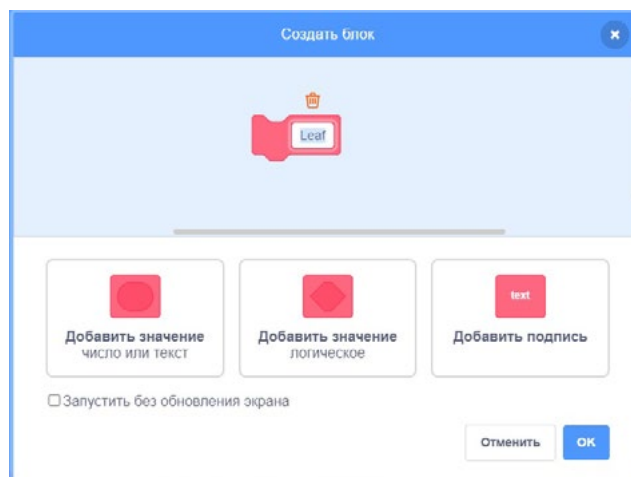 Создать блок
Leaf
text
Добавить значение
число или текст
Добавить значение
логическое
Добавить подпись
Запустить без обновления экрана
Отменить
OK